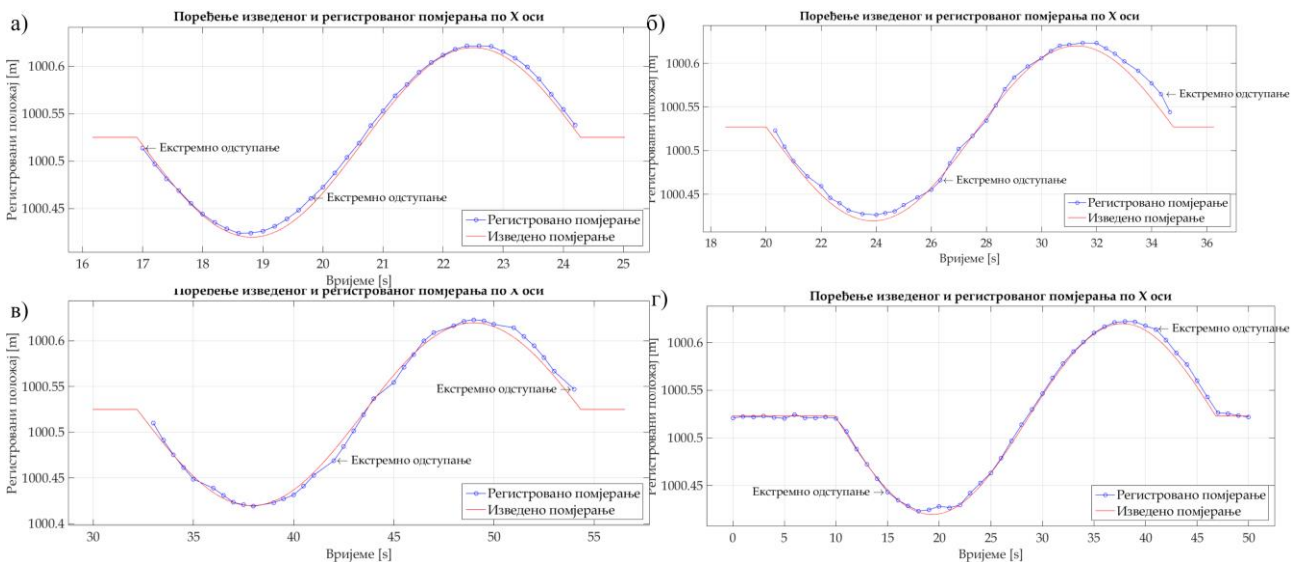 а)
Поређење изведеног и регистрованог помјерања по X оси
Регистровани положај [m]
1000.6
1000.55
1000.5
1000.45
Екстремно одступање
Екстремно одступање
Регистровано помјерање
Изведено помјерање
16 17 18 19 20 21 22 23 24 25
Вријеме [s]
б)
Поређење изведеног и регистрованог помјерања по X оси
Регистровани положај [m]
1000.6
1000.55
1000.5
1000.45
Екстремно одступање
Екстремно одступање
Регистровано помјерање
Изведено помјерање
18 20 22 24 26 28 30 32 34 36
Вријеме [s]
в)
Поређење изведеног и регистрованог помјерања по X оси
Регистровани положај [m]
1000.6
1000.55
1000.5
1000.45
1000.4
Екстремно одступање
Екстремно одступање
Регистровано помјерање
Изведено помјерање
30 35 40 45 50 55
Вријеме [s]
г)
Поређење изведеног и регистрованог помјерања по X оси
Регистровани положај [m]
1000.6
1000.55
1000.5
1000.45
Екстремно одступање
Екстремно одступање
Регистровано помјерање
Изведено помјерање
0 5 10 15 20 25 30 35 40 45 50
Вријеме [s]